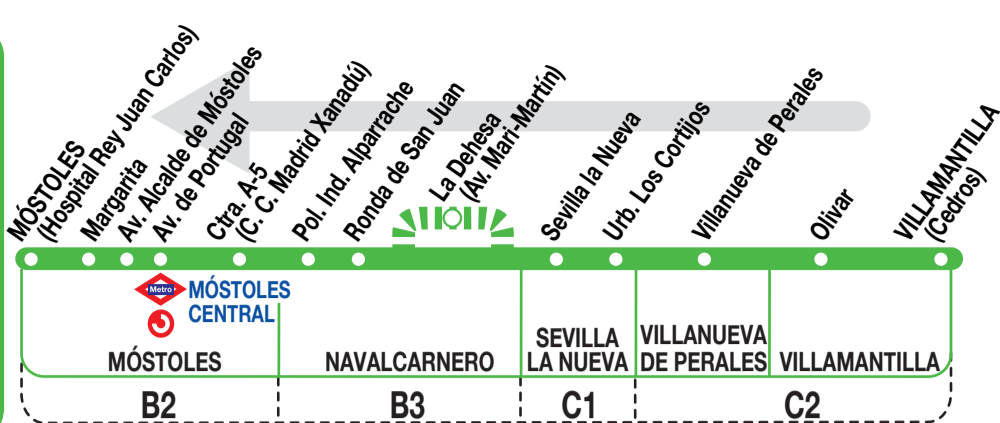 MÓSTOLES
(Hospital Rey Juan Carlos)
Margarita
Av. Alcalde de Móstoles
Av. de Portugal
Ctra. A-5
(C. C. Madrid Xanadú)
Pol. Ind. Alparrache
Ronda de San Juan
La Dehesa
(Av. Mari-Martín)
Sevilla la Nueva
Urb. Los Cortijos
Villanueva de Perales
Olivar
VILLAMANTILLA
(Cedros)
Metro
MÓSTOLES
CENTRAL
MÓSTOLES
NAVALCARNERO
SEVILLA
LA NUEVA
VILLANUEVA
DE PERALES
VILLAMANTILLA
B2
B3
C1
C2